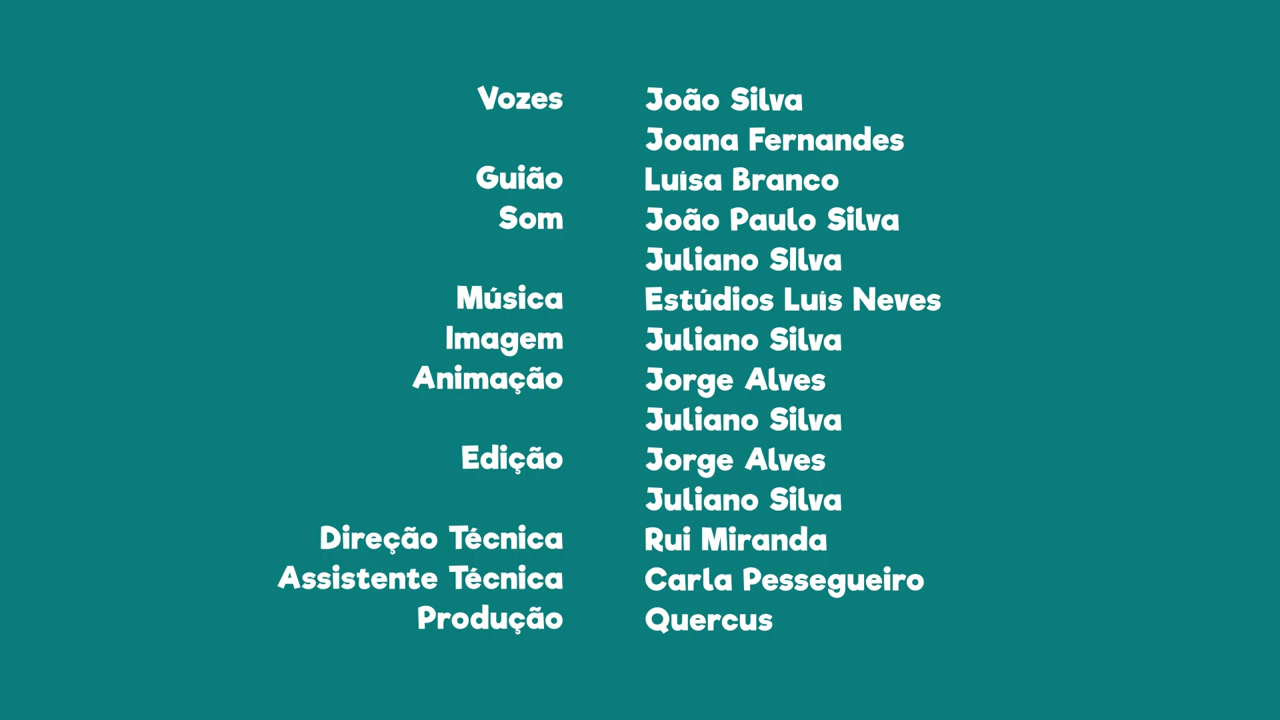 Vozes João Silva
Joana Fernandes
Guião Luísa Branco
Som João Paulo Silva
Juliano SIlva
Música Estúdios Luís Neves
Imagem Juliano Silva
Animação Jorge Alves
Juliano Silva
Edição Jorge Alves
Juliano Silva
Direção Técnica Rui Miranda
Assistente Técnica Carla Pessegueiro
Produção Quercus